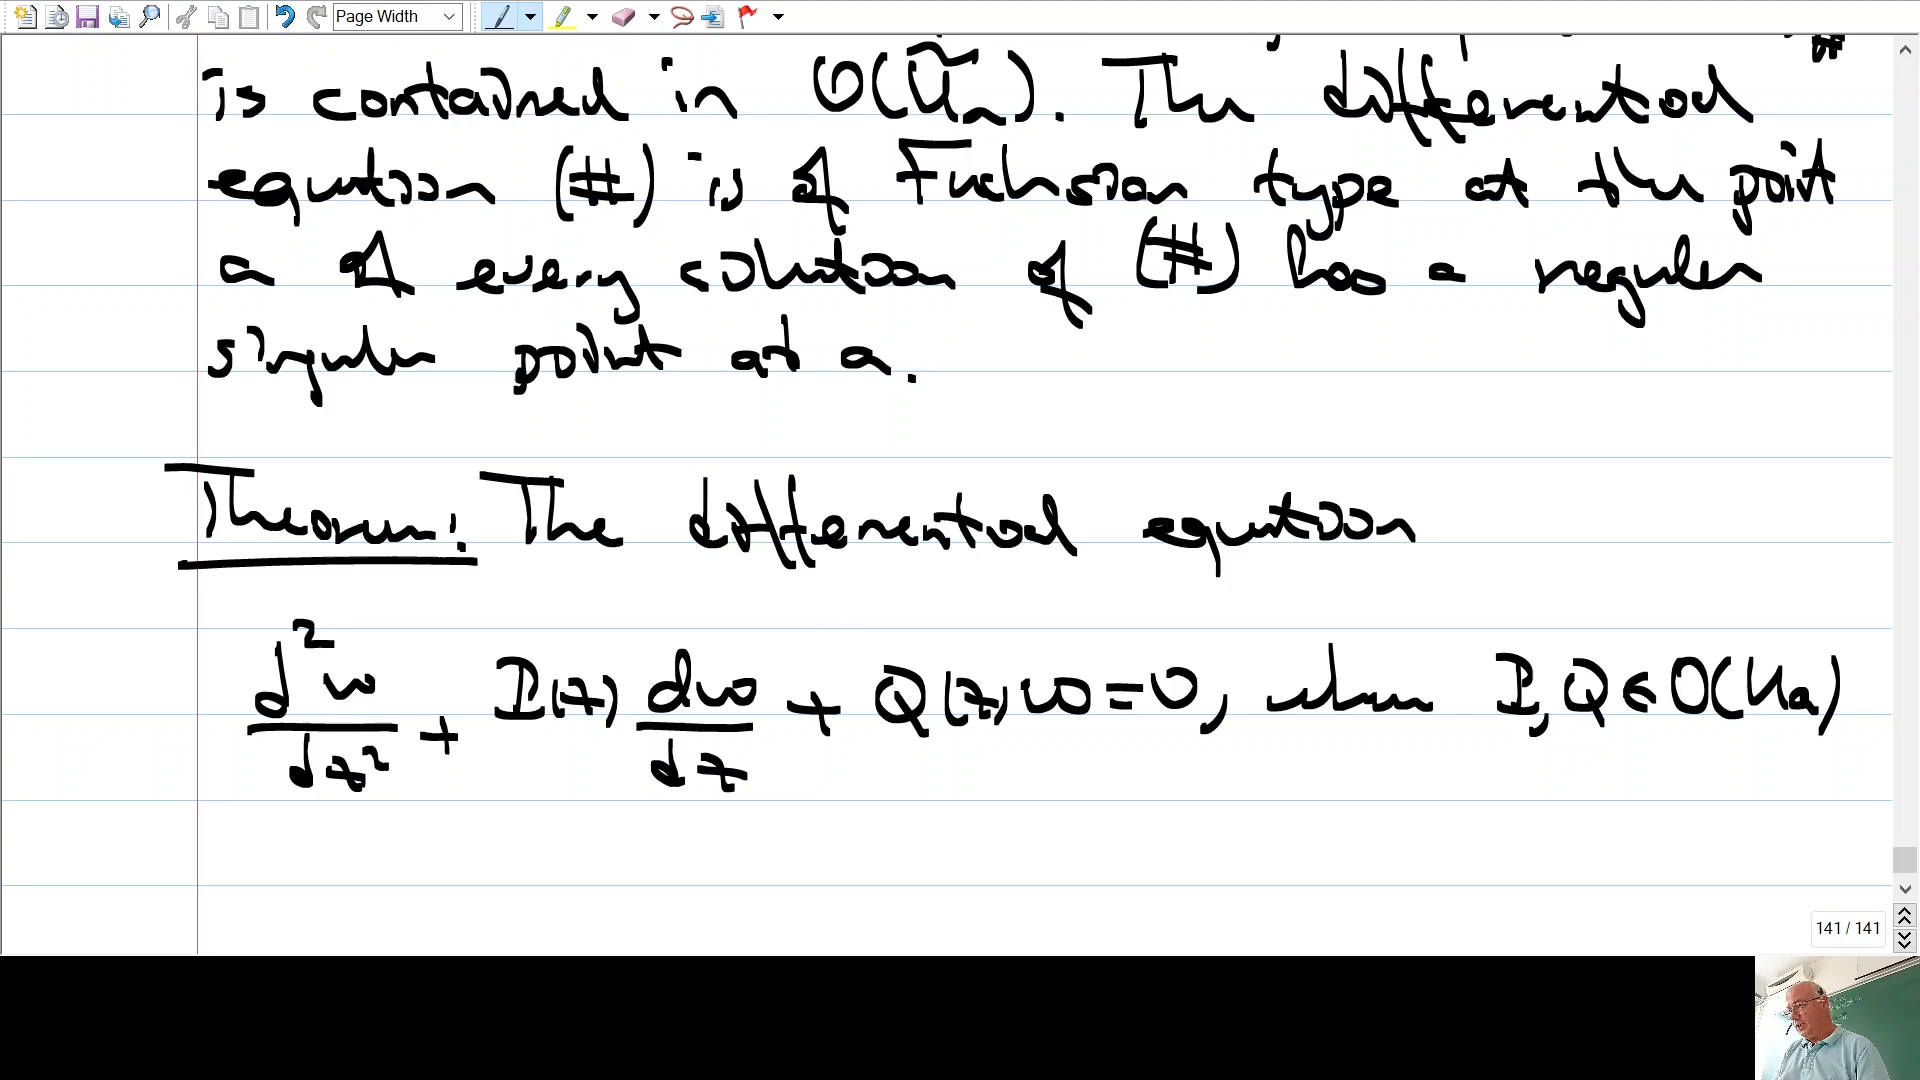 Page Width
is contained in O(Ũa). The differential
equation (#) is of Fuchsian type at the point
a if every solution of (#) has a regular
singular point at a.
Theorem: The differential equation
d²w/dz² + P(z) dw/dz + Q(z)w=0, where P,Q∈O(Ua)
141 / 141